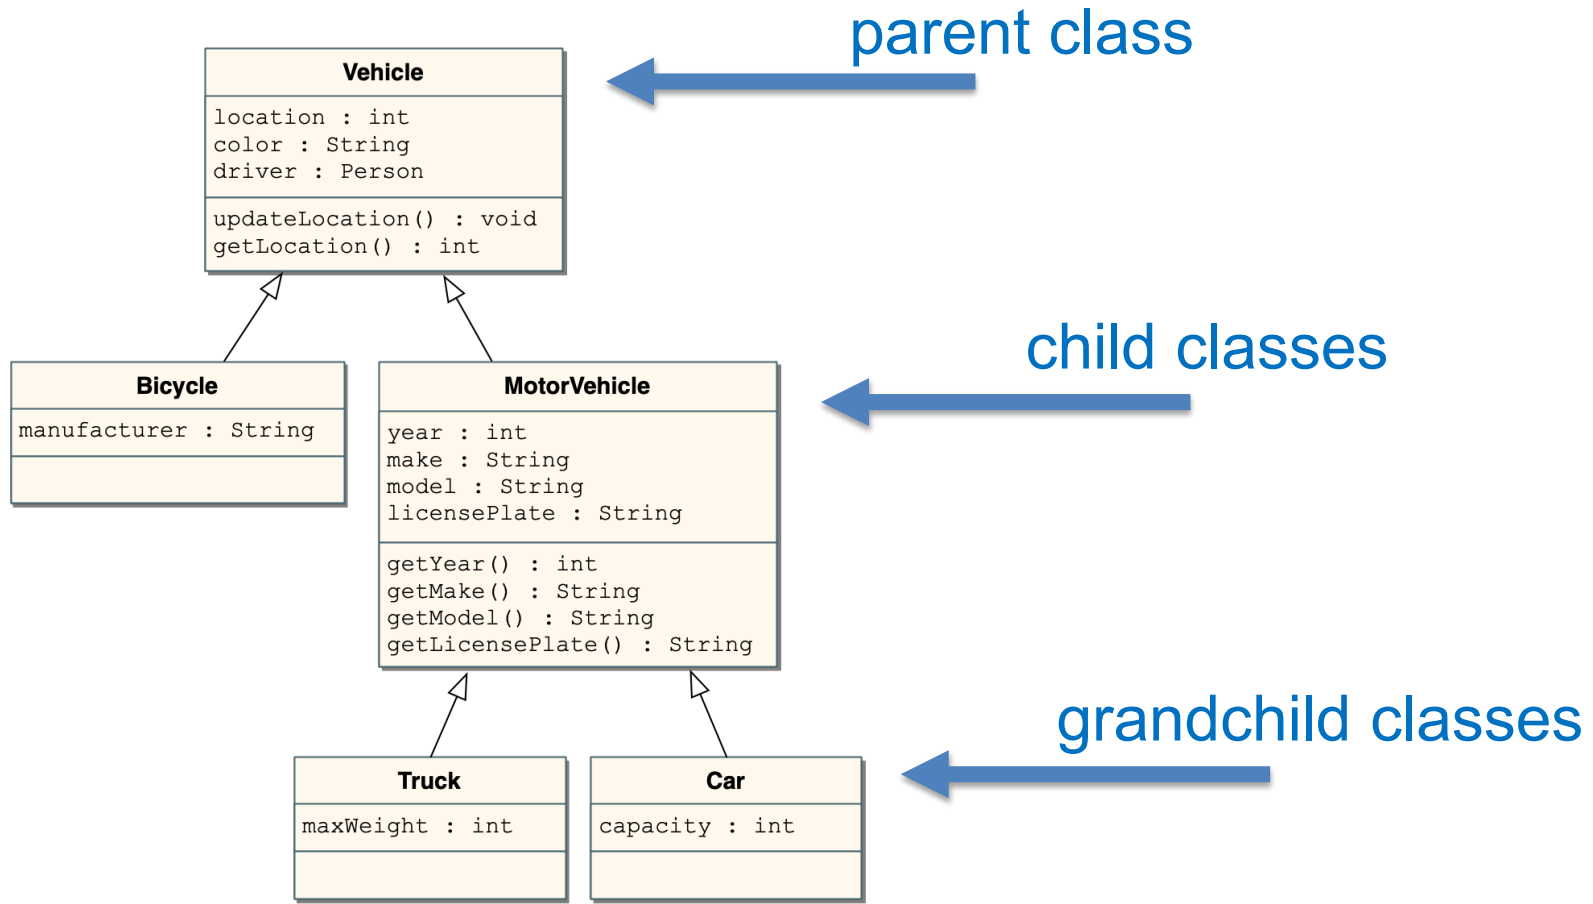 parent class
Vehicle
location : int
color : String
driver : Person
updateLocation() : void
getLocation() : int
child classes
Bicycle
manufacturer : String
MotorVehicle
year : int
make : String
model : String
licensePlate : String
getYear() : int
getMake() : String
getModel() : String
getLicensePlate() : String
grandchild classes
Truck
maxWeight : int
Car
capacity : int